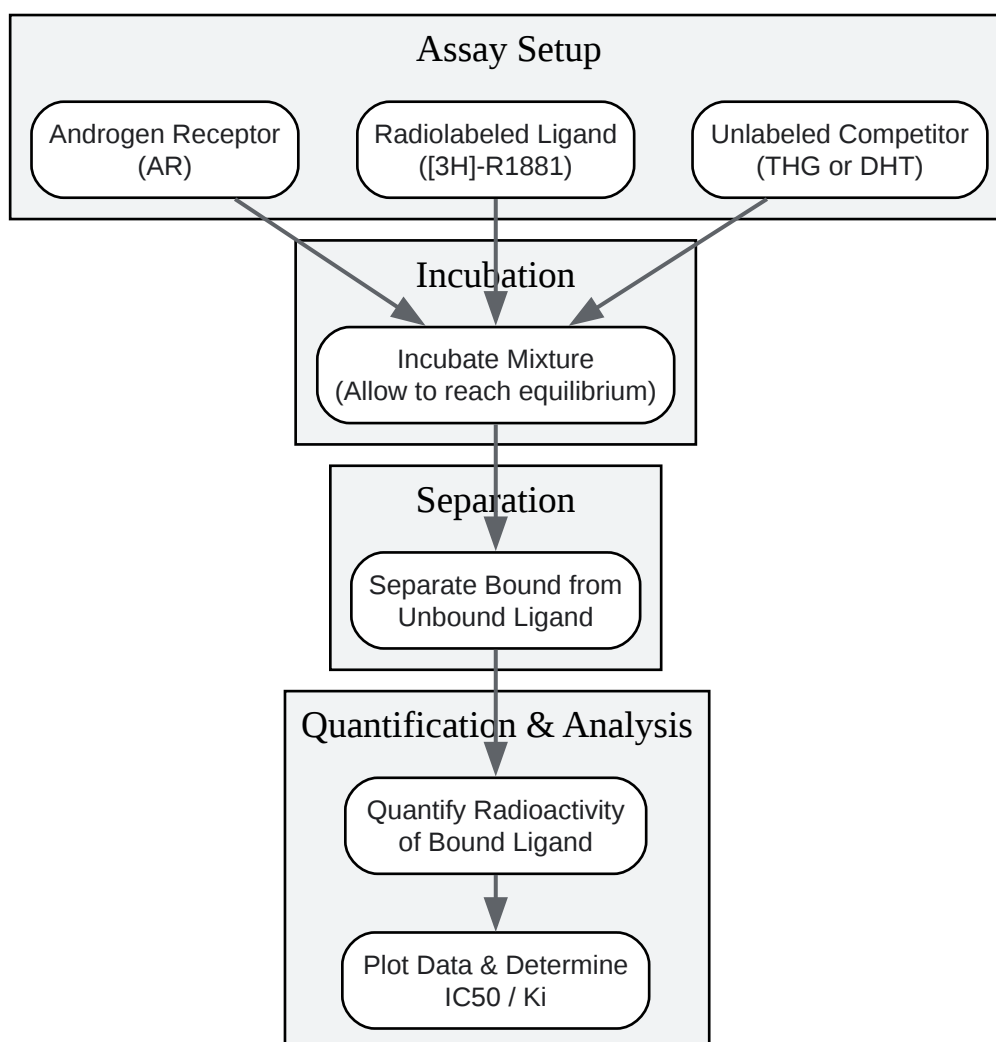 Assay Setup
Androgen Receptor
(AR)
Radiolabeled Ligand
([3H]-R1881)
Unlabeled Competitor
(THG or DHT)
Incubation
Incubate Mixture
(Allow to reach equilibrium)
Separation
Separate Bound from
Unbound Ligand
Quantification & Analysis
Quantify Radioactivity
of Bound Ligand
Plot Data & Determine
IC50 / Ki